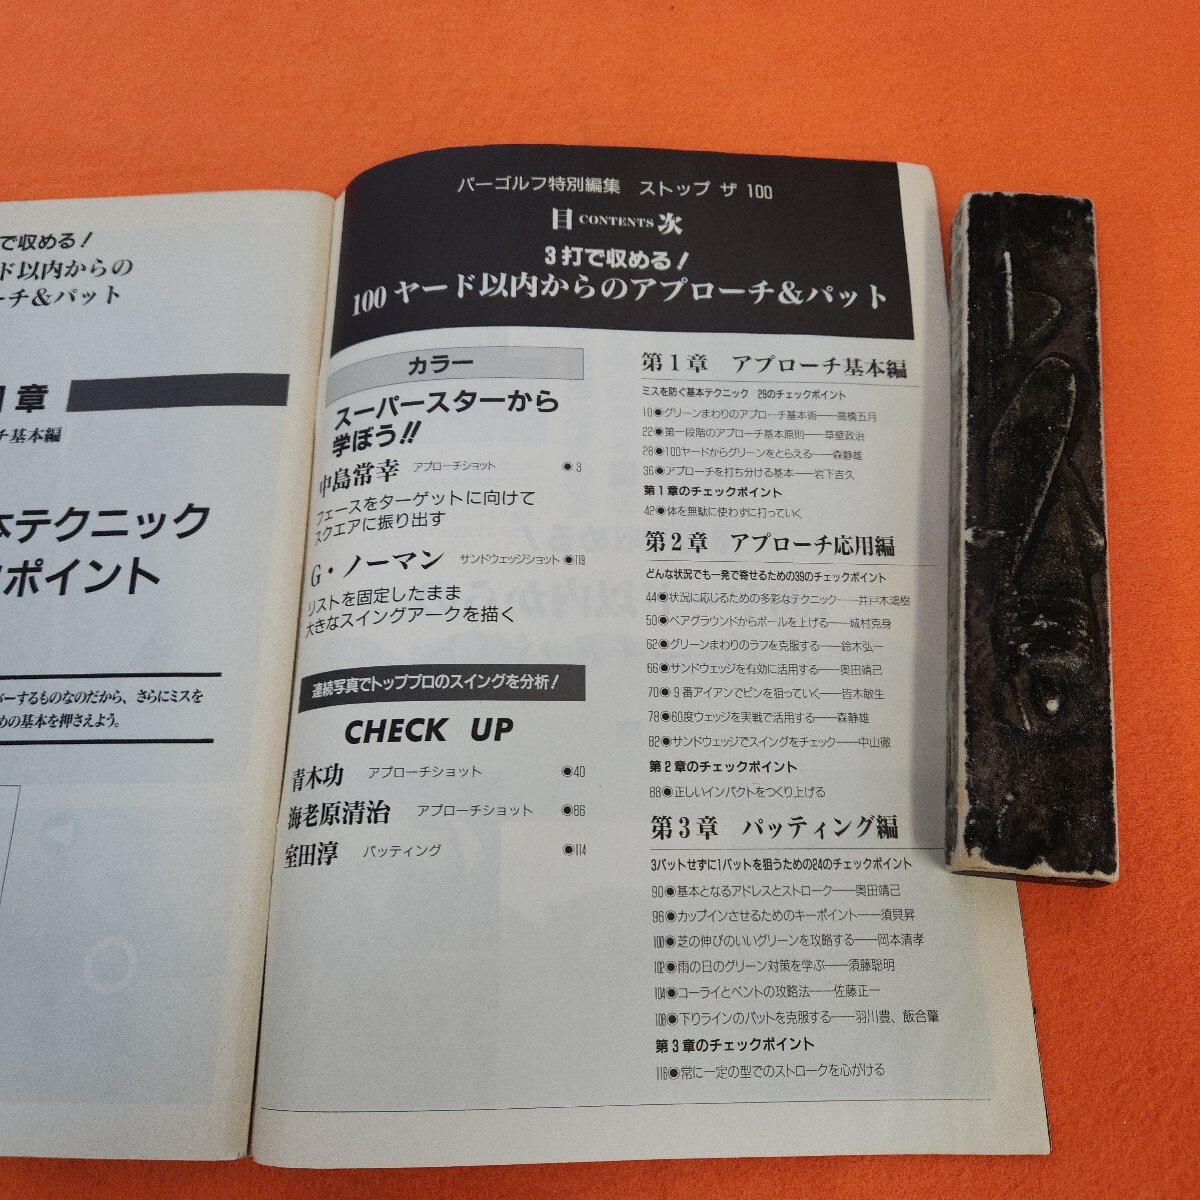 で収める!
ド以内からの
ーチ&パット
章
チ基本編
本テクニック
ポイント
バーするものなのだから、さらにミスを
めの基本を押さえよう。
パーゴルフ特別編集 ストップ ザ 100
目 CONTENTS 次
3打で収める!
100ヤード以内からのアプローチ&パット
カラー
スーパースターから
学ぼう!!
中島常幸 アプローチショット ◉3
フェースをターゲットに向けて
スクエアに振り出す
G・ノーマン サンドウェッジショット ◉119
リストを固定したまま
大きなスイングアークを描く
連続写真でトッププロのスイングを分析!
CHECK UP
青木功 アプローチショット ◉40
海老原清治 アプローチショット ◉86
室田淳 パッティング ◉114
第1章 アプローチ基本編
ミスを防ぐ基本テクニック 29のチェックポイント
10◉グリーンまわりのアプローチ基本術──高橋五月
22◉第一段階のアプローチ基本原則──草壁政治
28◉100ヤードからグリーンをとらえる──森静雄
36◉アプローチを打ち分ける基本──岩下吉久
第1章のチェックポイント
42◉体を無駄に使わずに打っていく
第2章 アプローチ応用編
どんな状況でも一発で寄せるための39のチェックポイント
44◉状況に応じるための多彩なテクニック──井戸木鴻樹
50◉ベアグラウンドからボールを上げる──城村克身
62◉グリーンまわりのラフを克服する──鈴木弘一
66◉サンドウェッジを有効に活用する──奥田靖己
70◉9番アイアンでピンを狙っていく──皆木敏生
78◉60度ウェッジを実戦で活用する──森静雄
82◉サンドウェッジでスイングをチェック──中山徹
第2章のチェックポイント
88◉正しいインパクトをつくり上げる
第3章 パッティング編
3パットせずに1パットを狙うための24のチェックポイント
90◉基本となるアドレスとストローク──奥田靖己
96◉カップインさせるためのキーポイント──須貝昇
100◉芝の伸びのいいグリーンを攻略する──岡本清孝
102◉雨の日のグリーン対策を学ぶ──須藤聡明
104◉コーライとベントの攻略法──佐藤正一
108◉下りラインのパットを克服する──羽川豊、飯合肇
第3章のチェックポイント
116◉常に一定の型でのストロークを心がける